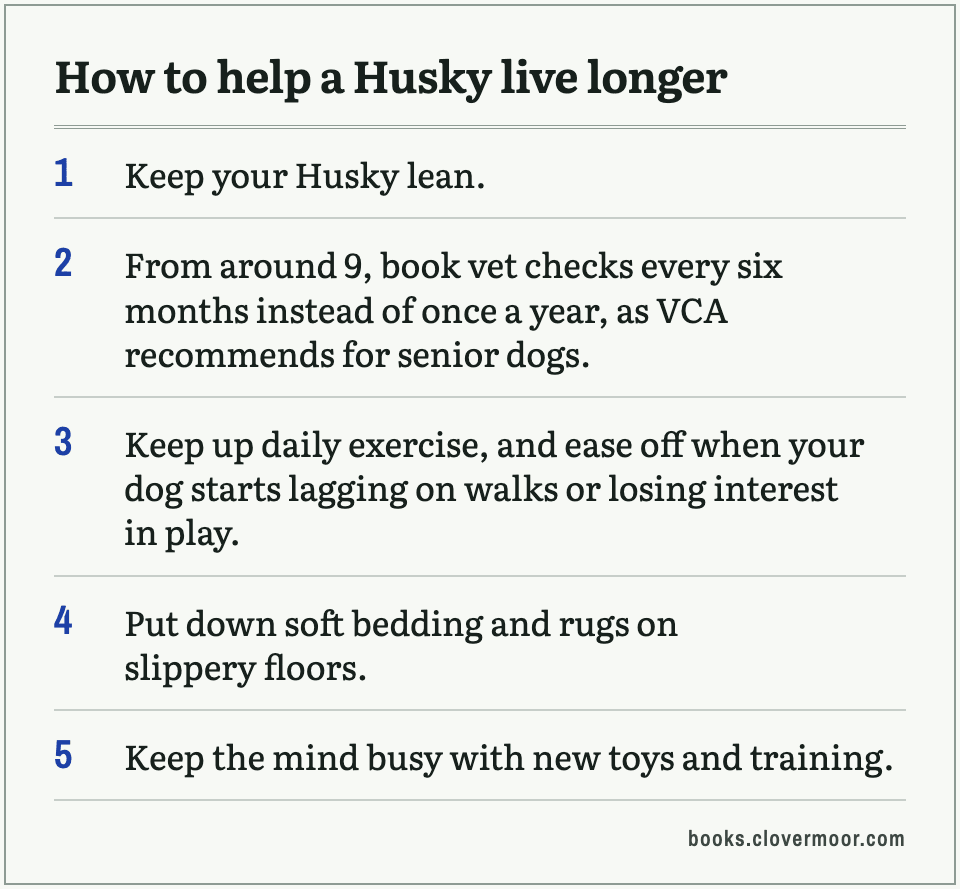 How to help a Husky live longer
1 Keep your Husky lean.
2 From around 9, book vet checks every six
months instead of once a year, as VCA
recommends for senior dogs.
3 Keep up daily exercise, and ease off when your
dog starts lagging on walks or losing interest
in play.
4 Put down soft bedding and rugs on
slippery floors.
5 Keep the mind busy with new toys and training.
books.clovermoor.com